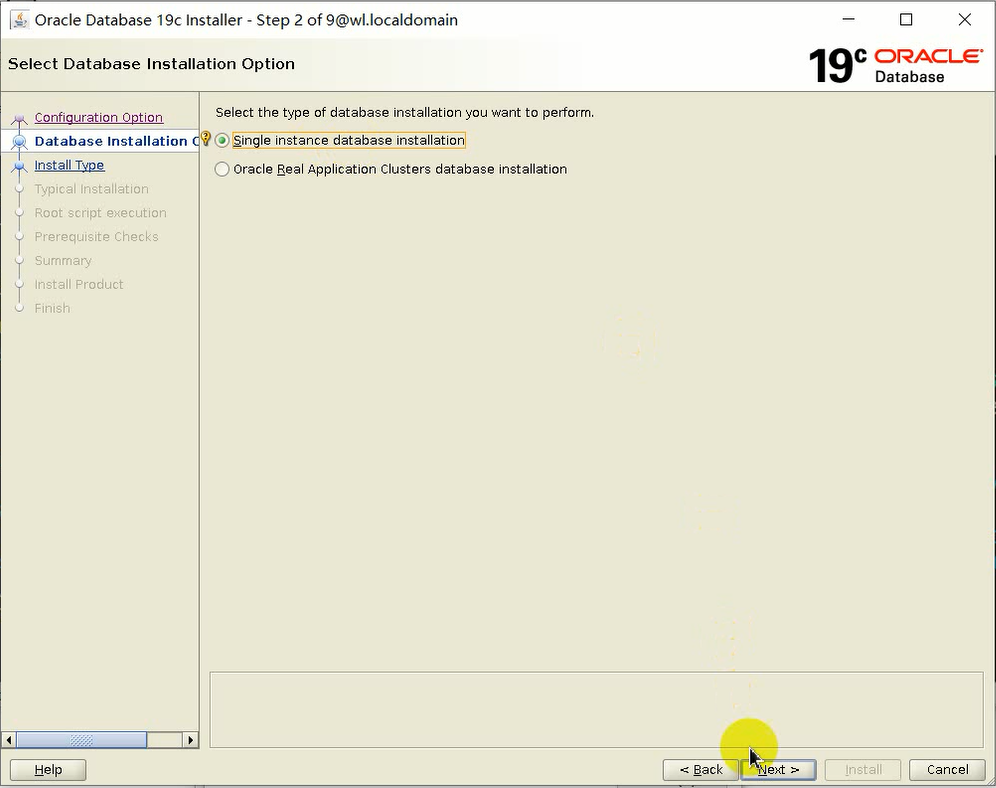 Oracle Database 19c Installer - Step 2 of 9@wl.localdomain
Select Database Installation Option
19c ORACLE
Database
Configuration Option
Database Installation O
Install Type
Typical Installation
Root script execution
Prerequisite Checks
Summary
Install Product
Finish
Select the type of database installation you want to perform.
Single instance database installation
Oracle Real Application Clusters database installation
Help
< Back
Next >
Install
Cancel